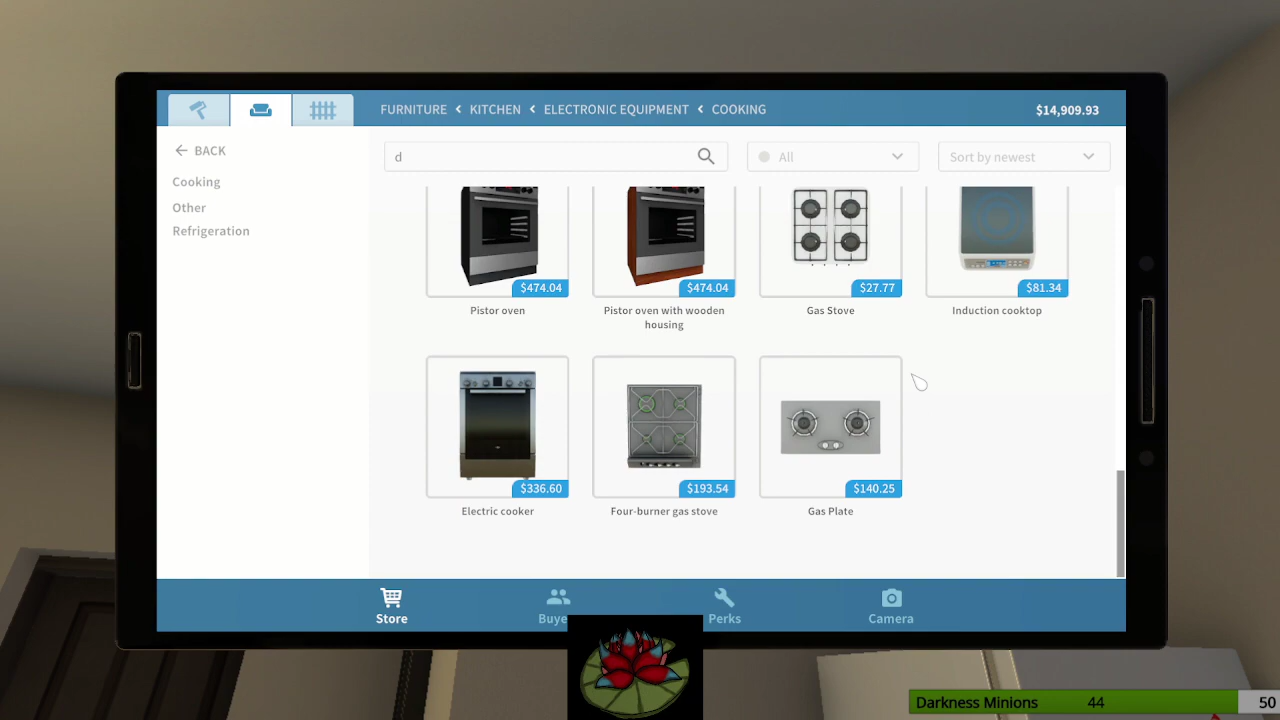 FURNITURE < KITCHEN < ELECTRONIC EQUIPMENT < COOKING
$14,909.93
BACK
d
All
Sort by newest
Cooking
Other
Refrigeration
$474.04
$474.04
$27.77
$81.34
Pistor oven
Pistor oven with wooden
housing
Gas Stove
Induction cooktop
$336.60
$193.54
$140.25
Electric cooker
Four-burner gas stove
Gas Plate
Store
Buye
Perks
Camera
Darkness Minions 44 50